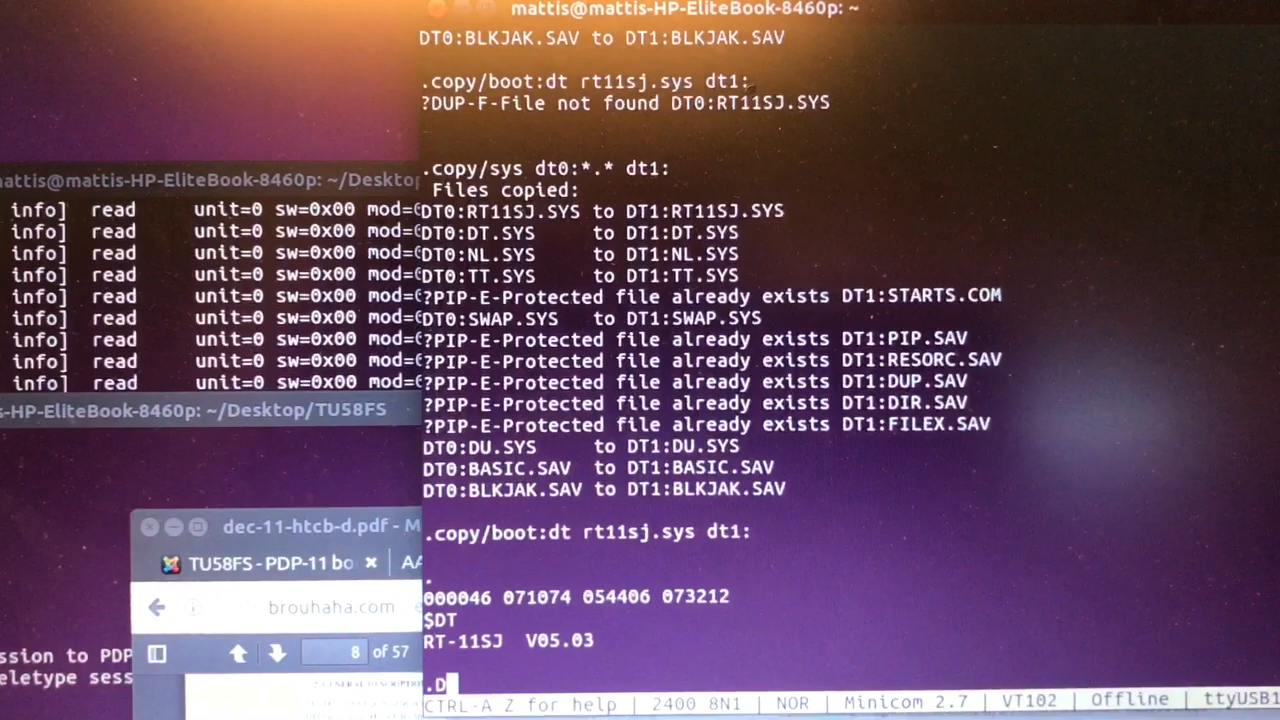 mattis@mattis-HP-EliteBook-8460p: ~
DT0:BLKJAK.SAV to DT1:BLKJAK.SAV
.copy/boot:dt rt11sj.sys dt1:
?DUP-F-File not found DT0:RT11SJ.SYS
.copy/sys dt0:*.* dt1:
Files copied:
DT0:RT11SJ.SYS to DT1:RT11SJ.SYS
DT0:DT.SYS to DT1:DT.SYS
DT0:NL.SYS to DT1:NL.SYS
DT0:TT.SYS to DT1:TT.SYS
?PIP-E-Protected file already exists DT1:STARTS.COM
DT0:SWAP.SYS to DT1:SWAP.SYS
?PIP-E-Protected file already exists DT1:PIP.SAV
?PIP-E-Protected file already exists DT1:RESORC.SAV
?PIP-E-Protected file already exists DT1:DUP.SAV
?PIP-E-Protected file already exists DT1:DIR.SAV
?PIP-E-Protected file already exists DT1:FILEX.SAV
DT0:DU.SYS to DT1:DU.SYS
DT0:BASIC.SAV to DT1:BASIC.SAV
DT0:BLKJAK.SAV to DT1:BLKJAK.SAV
.copy/boot:dt rt11sj.sys dt1:
.
000046 071074 054406 073212
$DT
RT-11SJ V05.03
.D
CTRL-A Z for help | 2400 8N1 | NOR | Minicom 2.7 | VT102 | Offline | ttyUSB1
attis@mattis-HP-EliteBook-8460p: ~/Desktop
info] read unit=0 sw=0x00 mod=
info] read unit=0 sw=0x00 mod=
info] read unit=0 sw=0x00 mod=
info] read unit=0 sw=0x00 mod=
info] read unit=0 sw=0x00 mod=
info] read unit=0 sw=0x00 mod=
info] read unit=0 sw=0x00 mod=
info] read unit=0 sw=0x00 mod=
info] read unit=0 sw=0x00 mod=
s-HP-EliteBook-8460p: ~/Desktop/TU58FS
dec-11-htcb-d.pdf - M
TU58FS - PDP-11 bo
AA
brouhaha.com
8 of 57
ssion to PDP
eletype sess